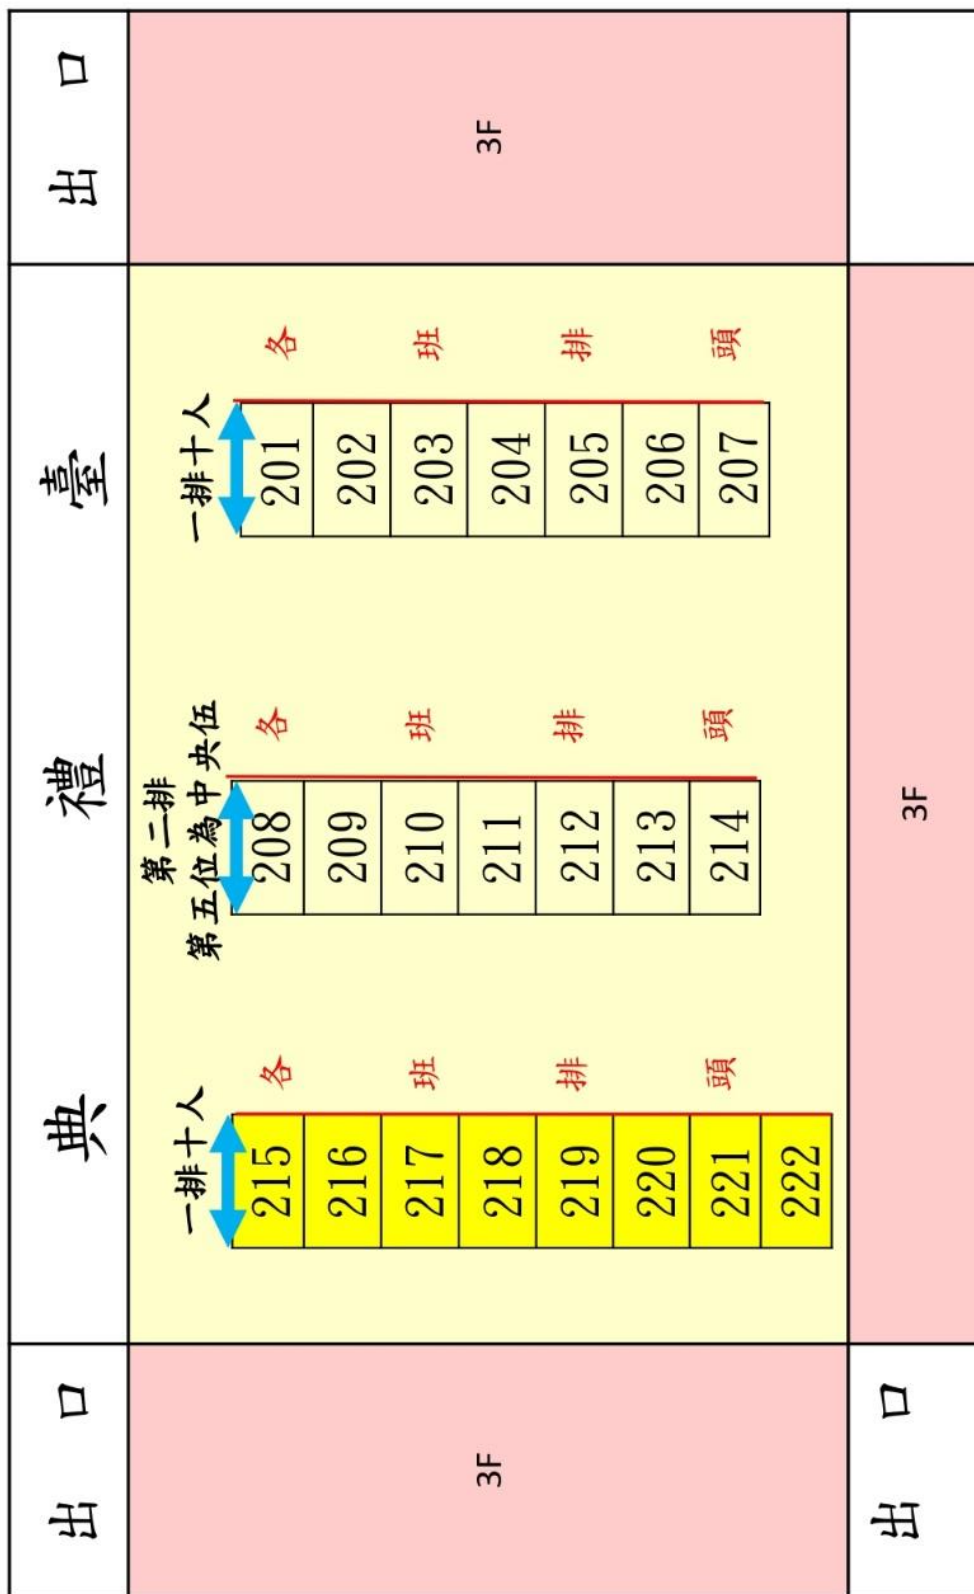 出口 典禮臺 出口
第二排
一排十人 第五位為中央伍 一排十人
215 208 201
216 209 202
217 210 203
218 211 204
219 212 205
220 213 206
221 214 207
222
各班排頭
各班排頭
各班排頭
3F
3F
出口
3F